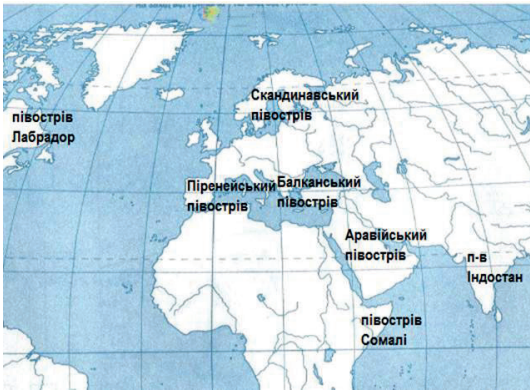 Скандинавський
півострів
півострів
Лабрадор
Піренейський
півострів
Балканський
півострів
Аравійський
півострів
п-в
Індостан
півострів
Сомалі